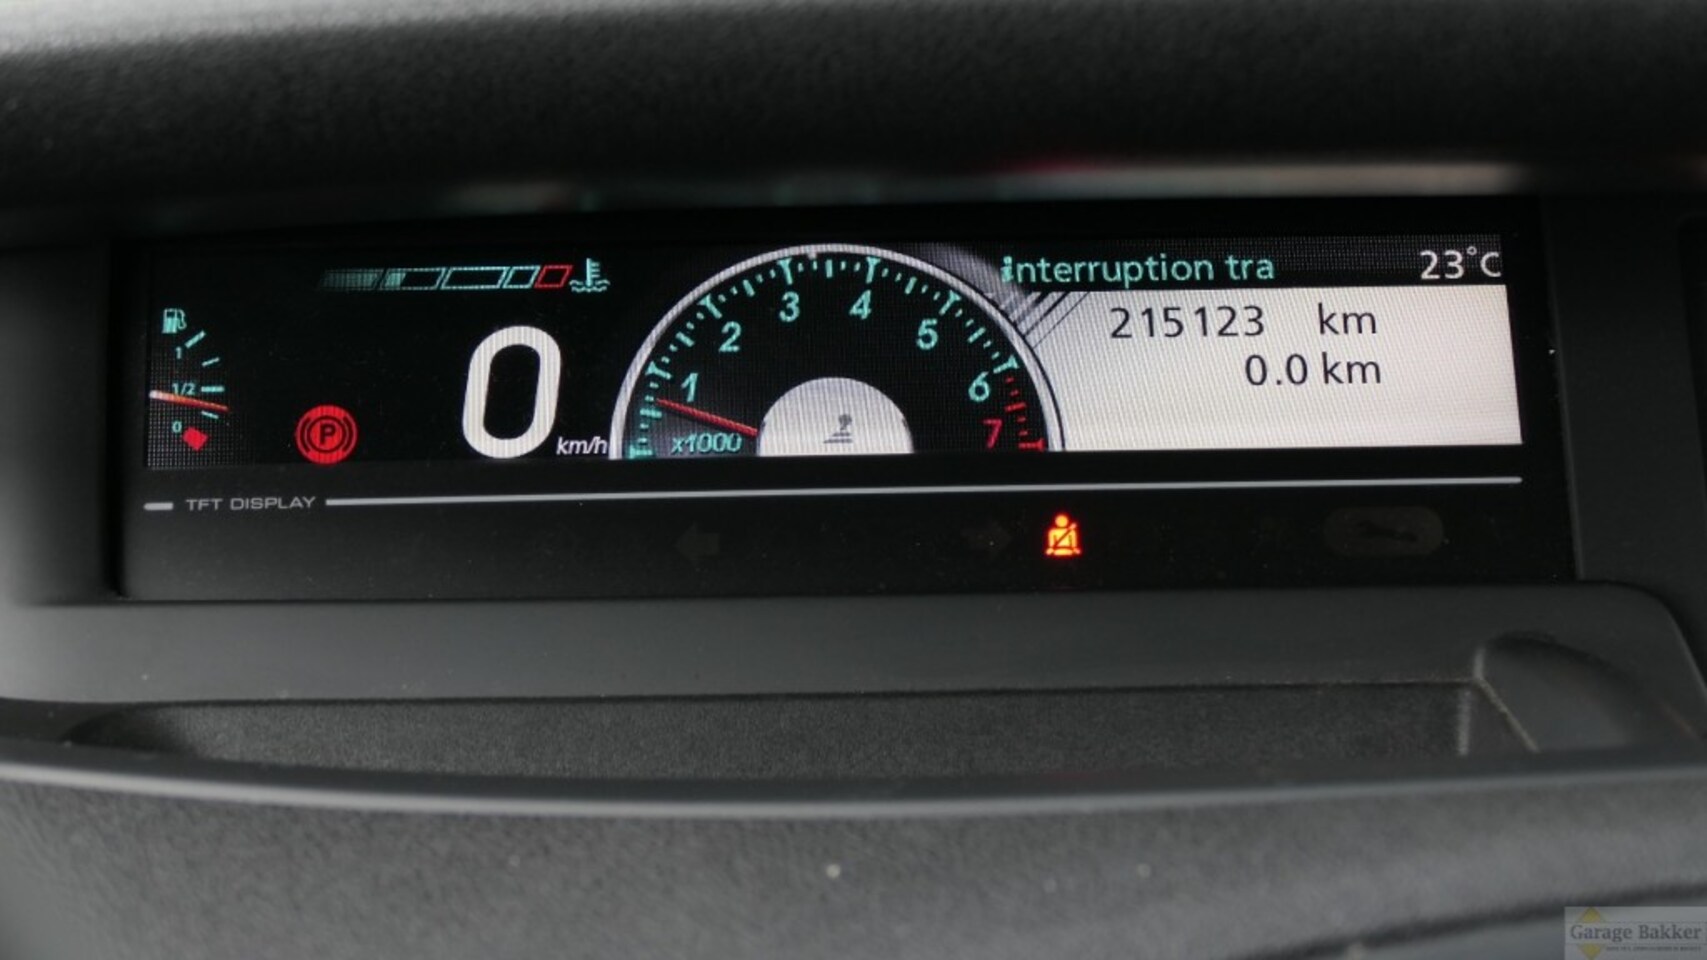 interruption tra 23°C
215123 km
0.0 km
1
1/2
0
P
0 km/h
1 2 3 4 5 6 7
x1000
TFT DISPLAY
Garage Bakker